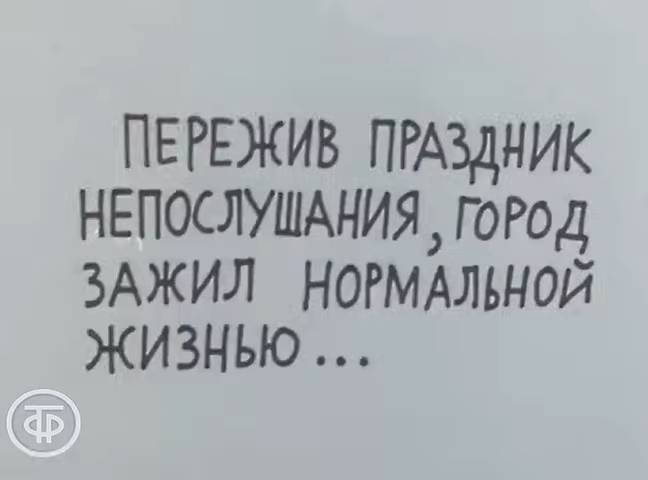 ПЕРЕЖИВ ПРАЗДНИК
НЕПОСЛУШАНИЯ, ГОРОД
ЗАЖИЛ НОРМАЛЬНОЙ
ЖИЗНЬЮ...